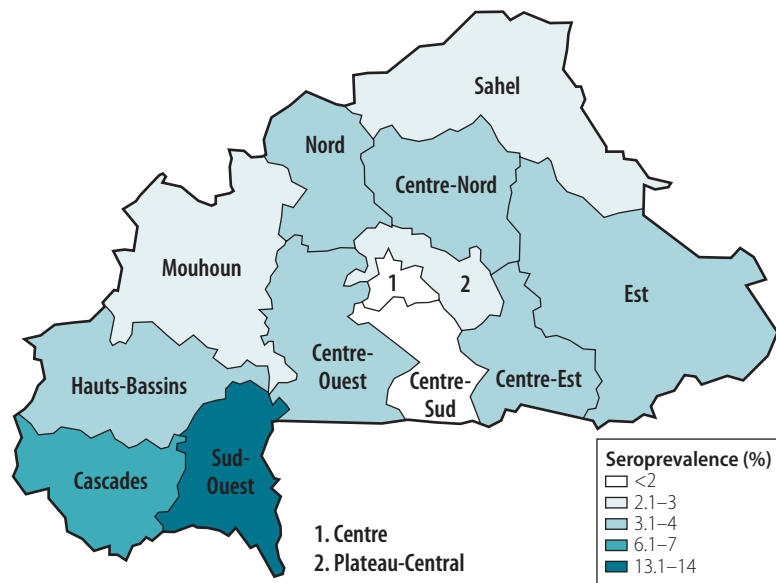 Sahel
Nord
Centre-Nord
Mouhoun
1
2
Est
Centre-
Ouest
Hauts-Bassins
Centre-
Sud
Centre-Est
Cascades
Sud-
Ouest
1. Centre
2. Plateau-Central
Seroprevalence (%)
<2
2.1–3
3.1–4
6.1–7
13.1–14